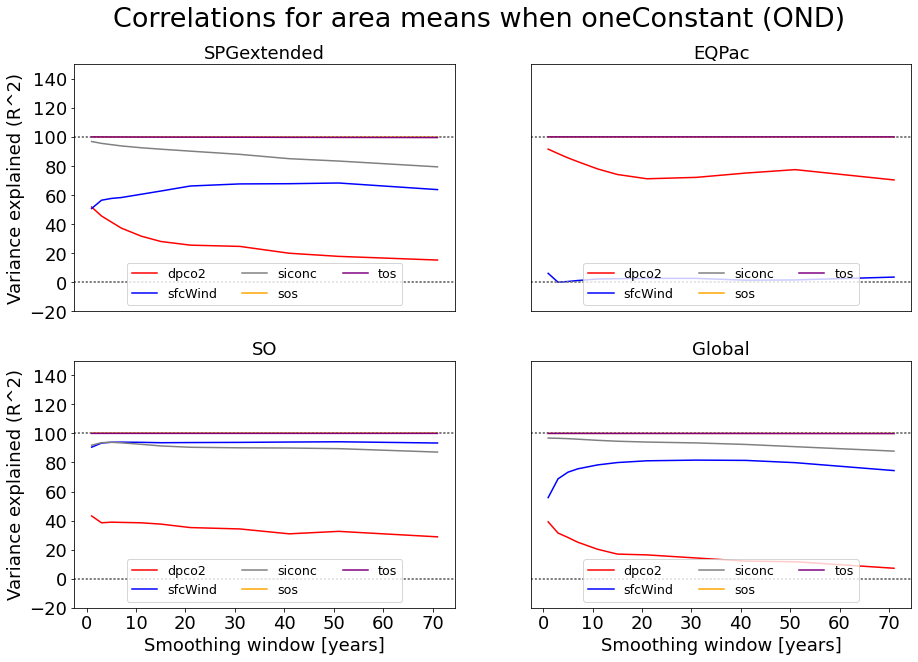 Correlations for area means when oneConstant (OND)
SPGextended
EQPac
Variance explained (R^2)
140
120
100
80
60
40
20
0
−20
dpco2 siconc tos
sfcWind sos
dpco2 siconc tos
sfcWind sos
SO
Global
Variance explained (R^2)
140
120
100
80
60
40
20
0
−20
dpco2 siconc tos
sfcWind sos
dpco2 siconc tos
sfcWind sos
0 10 20 30 40 50 60 70
0 10 20 30 40 50 60 70
Smoothing window [years]
Smoothing window [years]